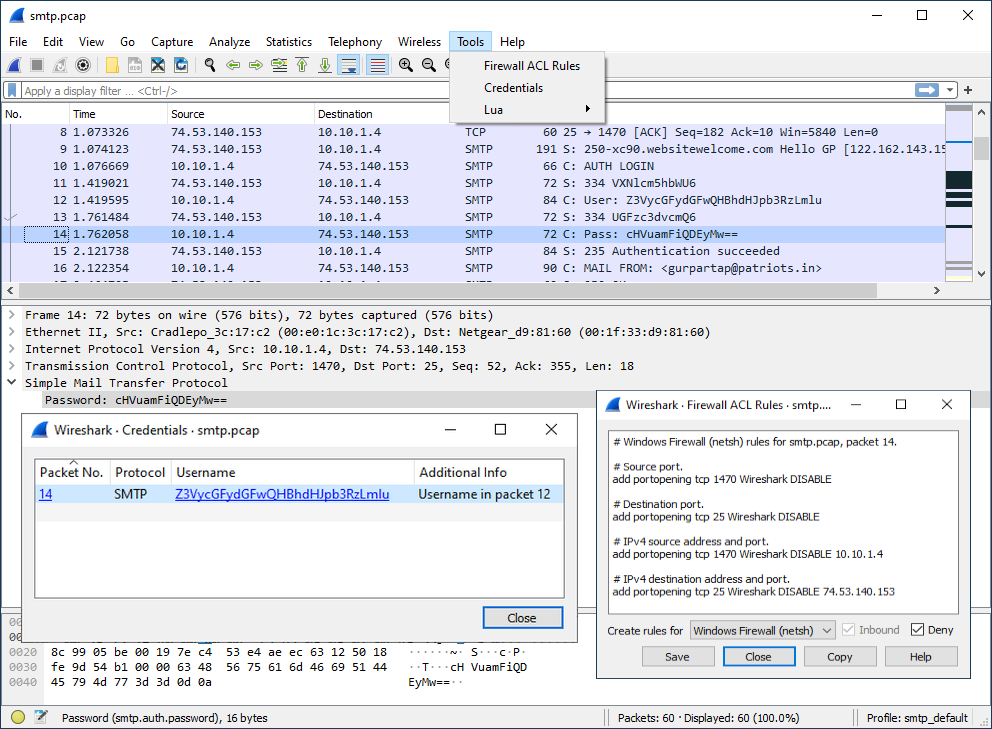 smtp.pcap
File Edit View Go Capture Analyze Statistics Telephony Wireless Tools Help
Firewall ACL Rules
Credentials
Lua
Apply a display filter ... <Ctrl-/>
No. Time Source Destination
8 1.073326 74.53.140.153 10.10.1.4 TCP 60 25 → 1470 [ACK] Seq=182 Ack=10 Win=5840 Len=0
9 1.074123 74.53.140.153 10.10.1.4 SMTP 191 S: 250-xc90.websitewelcome.com Hello GP [122.162.143.15
10 1.076669 10.10.1.4 74.53.140.153 SMTP 66 C: AUTH LOGIN
11 1.419021 74.53.140.153 10.10.1.4 SMTP 72 S: 334 VXNlcm5hbWU6
12 1.419595 10.10.1.4 74.53.140.153 SMTP 84 C: User: Z3VycGFydGFwQHBhdHJpb3RzLmlu
13 1.761484 74.53.140.153 10.10.1.4 SMTP 72 S: 334 UGFzc3dvcmQ6
14 1.762058 10.10.1.4 74.53.140.153 SMTP 72 C: Pass: cHVuamFiQDEyMw==
15 2.121738 74.53.140.153 10.10.1.4 SMTP 84 S: 235 Authentication succeeded
16 2.122354 10.10.1.4 74.53.140.153 SMTP 90 C: MAIL FROM: <gurpartap@patriots.in>
Frame 14: 72 bytes on wire (576 bits), 72 bytes captured (576 bits)
Ethernet II, Src: Cradlepo_3c:17:c2 (00:e0:1c:3c:17:c2), Dst: Netgear_d9:81:60 (00:1f:33:d9:81:60)
Internet Protocol Version 4, Src: 10.10.1.4, Dst: 74.53.140.153
Transmission Control Protocol, Src Port: 1470, Dst Port: 25, Seq: 52, Ack: 355, Len: 18
Simple Mail Transfer Protocol
Password: cHVuamFiQDEyMw==
Wireshark · Credentials · smtp.pcap
Packet No. Protocol Username Additional Info
14 SMTP Z3VycGFydGFwQHBhdHJpb3RzLmlu Username in packet 12
Close
Wireshark · Firewall ACL Rules · smtp....
# Windows Firewall (netsh) rules for smtp.pcap, packet 14.
# Source port.
add portopening tcp 1470 Wireshark DISABLE
# Destination port.
add portopening tcp 25 Wireshark DISABLE
# IPv4 source address and port.
add portopening tcp 1470 Wireshark DISABLE 10.10.1.4
# IPv4 destination address and port.
add portopening tcp 25 Wireshark DISABLE 74.53.140.153
Create rules for Windows Firewall (netsh) Inbound Deny
Save Close Copy Help
0020 8c 99 05 be 00 19 7e c4 53 e4 ae ec 63 12 50 18 ······~· S···c·P·
0030 fe 9d 54 b1 00 00 63 48 56 75 61 6d 46 69 51 44 ··T···cH VuamFiQD
0040 45 79 4d 77 3d 3d 0d 0a EyMw==··
Password (smtp.auth.password), 16 bytes
Packets: 60 · Displayed: 60 (100.0%)
Profile: smtp_default